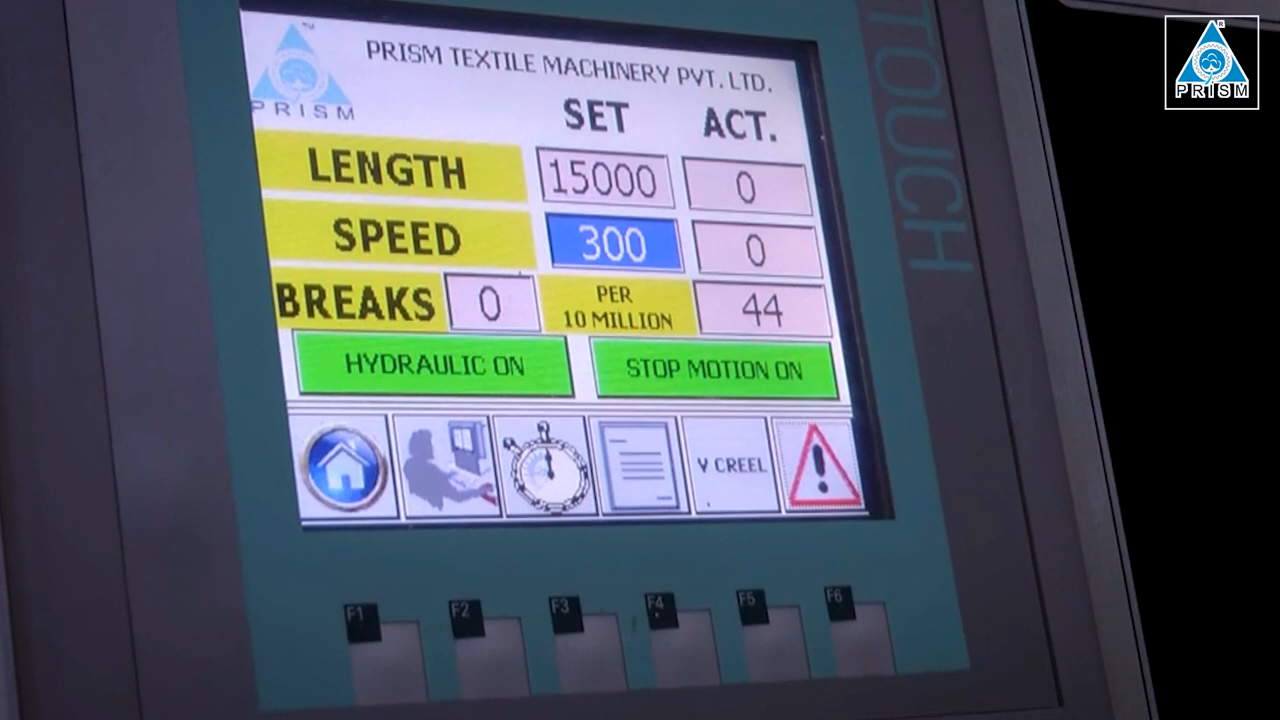 PRISM TEXTILE MACHINERY PVT. LTD.
TM
PRISM
SET ACT.
LENGTH 15000 0
SPEED 300 0
BREAKS 0 PER 10 MILLION 44
HYDRAULIC ON STOP MOTION ON
V CREEL
F1 F2 F3 F4 F5 F6
TOUCH
R
PRISM